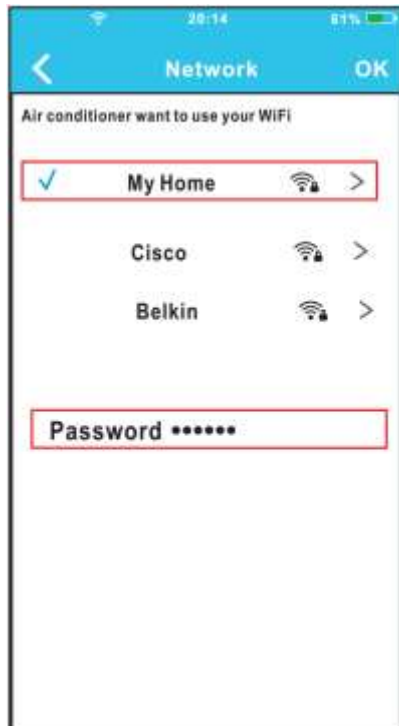 20:14 81%
Network OK
Air conditioner want to use your WiFi
My Home
Cisco
Belkin
Password ••••••